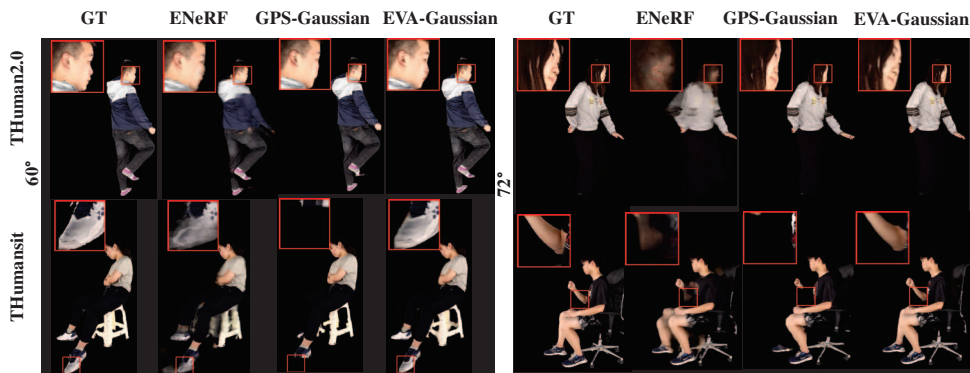 GT ENeRF GPS-Gaussian EVA-Gaussian
GT ENeRF GPS-Gaussian EVA-Gaussian
THuman2.0
60°
THumansit
72°